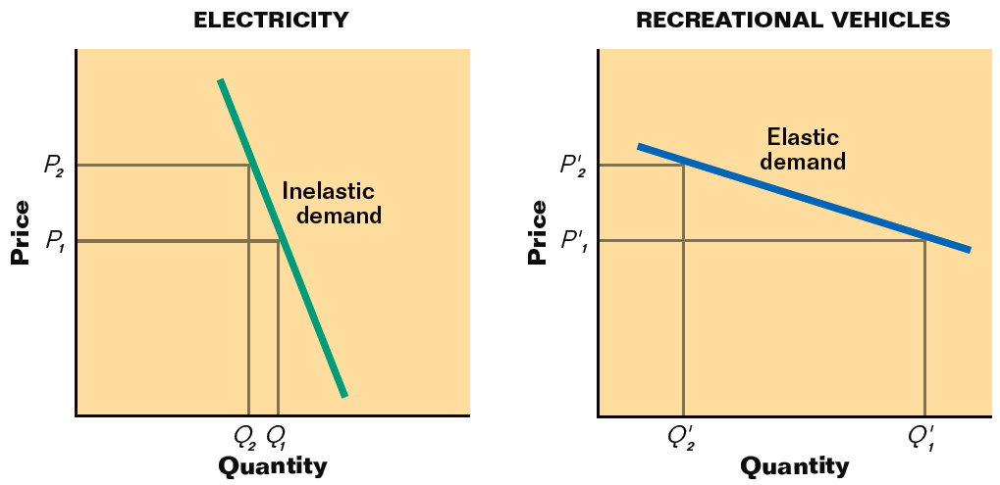 ELECTRICITY
P₂
P₁
Price
Inelastic
demand
Q₂ Q₁
Quantity
RECREATIONAL VEHICLES
P'₂
P'₁
Price
Elastic
demand
Q'₂
Q'₁
Quantity